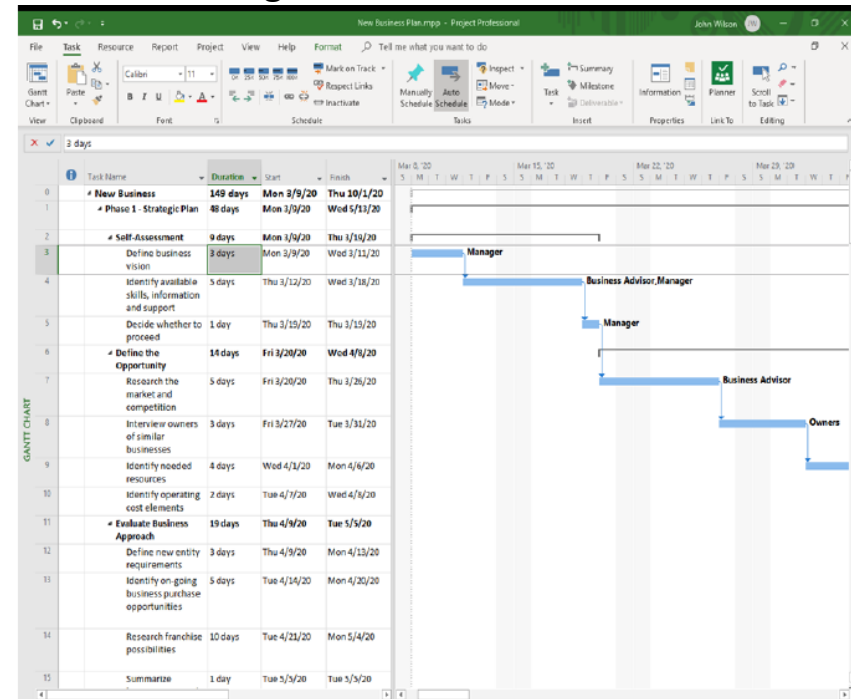 New Business Plan.mpp - Project Professional
John Wilson
File Task Resource Report Project View Help Format Tell me what you want to do
Gantt Chart
Paste
Calibri 11
B I U A
Mark on Track
Respect Links
Inactivate
Manually Schedule
Auto Schedule
Inspect
Move
Mode
Task
Summary
Milestone
Deliverable
Information
Planner
Scroll to Task
View Clipboard Font Schedule Tasks Insert Properties Link To Editing
3 days
Mar 8, '20 Mar 15, '20 Mar 22, '20 Mar 29, '20
Task Name Duration Start Finish S M T W T F S S M T W T F S S M T W T F S S M T W T F
0 New Business 149 days Mon 3/9/20 Thu 10/1/20
1 Phase 1 - Strategic Plan 48 days Mon 3/9/20 Wed 5/13/20
2 Self-Assessment 9 days Mon 3/9/20 Thu 3/19/20
3 Define business 3 days Mon 3/9/20 Wed 3/11/20 Manager
vision
4 Identify available 5 days Thu 3/12/20 Wed 3/18/20 Business Advisor,Manager
skills, information
and support
5 Decide whether to 1 day Thu 3/19/20 Thu 3/19/20 Manager
proceed
6 Define the 14 days Fri 3/20/20 Wed 4/8/20
Opportunity
7 Research the 5 days Fri 3/20/20 Thu 3/26/20 Business Advisor
market and
competition
8 Interview owners 3 days Fri 3/27/20 Tue 3/31/20 Owners
of similar
businesses
9 Identify needed 4 days Wed 4/1/20 Mon 4/6/20
resources
10 Identify operating 2 days Tue 4/7/20 Wed 4/8/20
cost elements
11 Evaluate Business 19 days Thu 4/9/20 Tue 5/5/20
Approach
12 Define new entity 3 days Thu 4/9/20 Mon 4/13/20
requirements
13 Identify on-going 5 days Tue 4/14/20 Mon 4/20/20
business purchase
opportunities
14 Research franchise 10 days Tue 4/21/20 Mon 5/4/20
possibilities
15 Summarize 1 day Tue 5/5/20 Tue 5/5/20
GANTT CHART